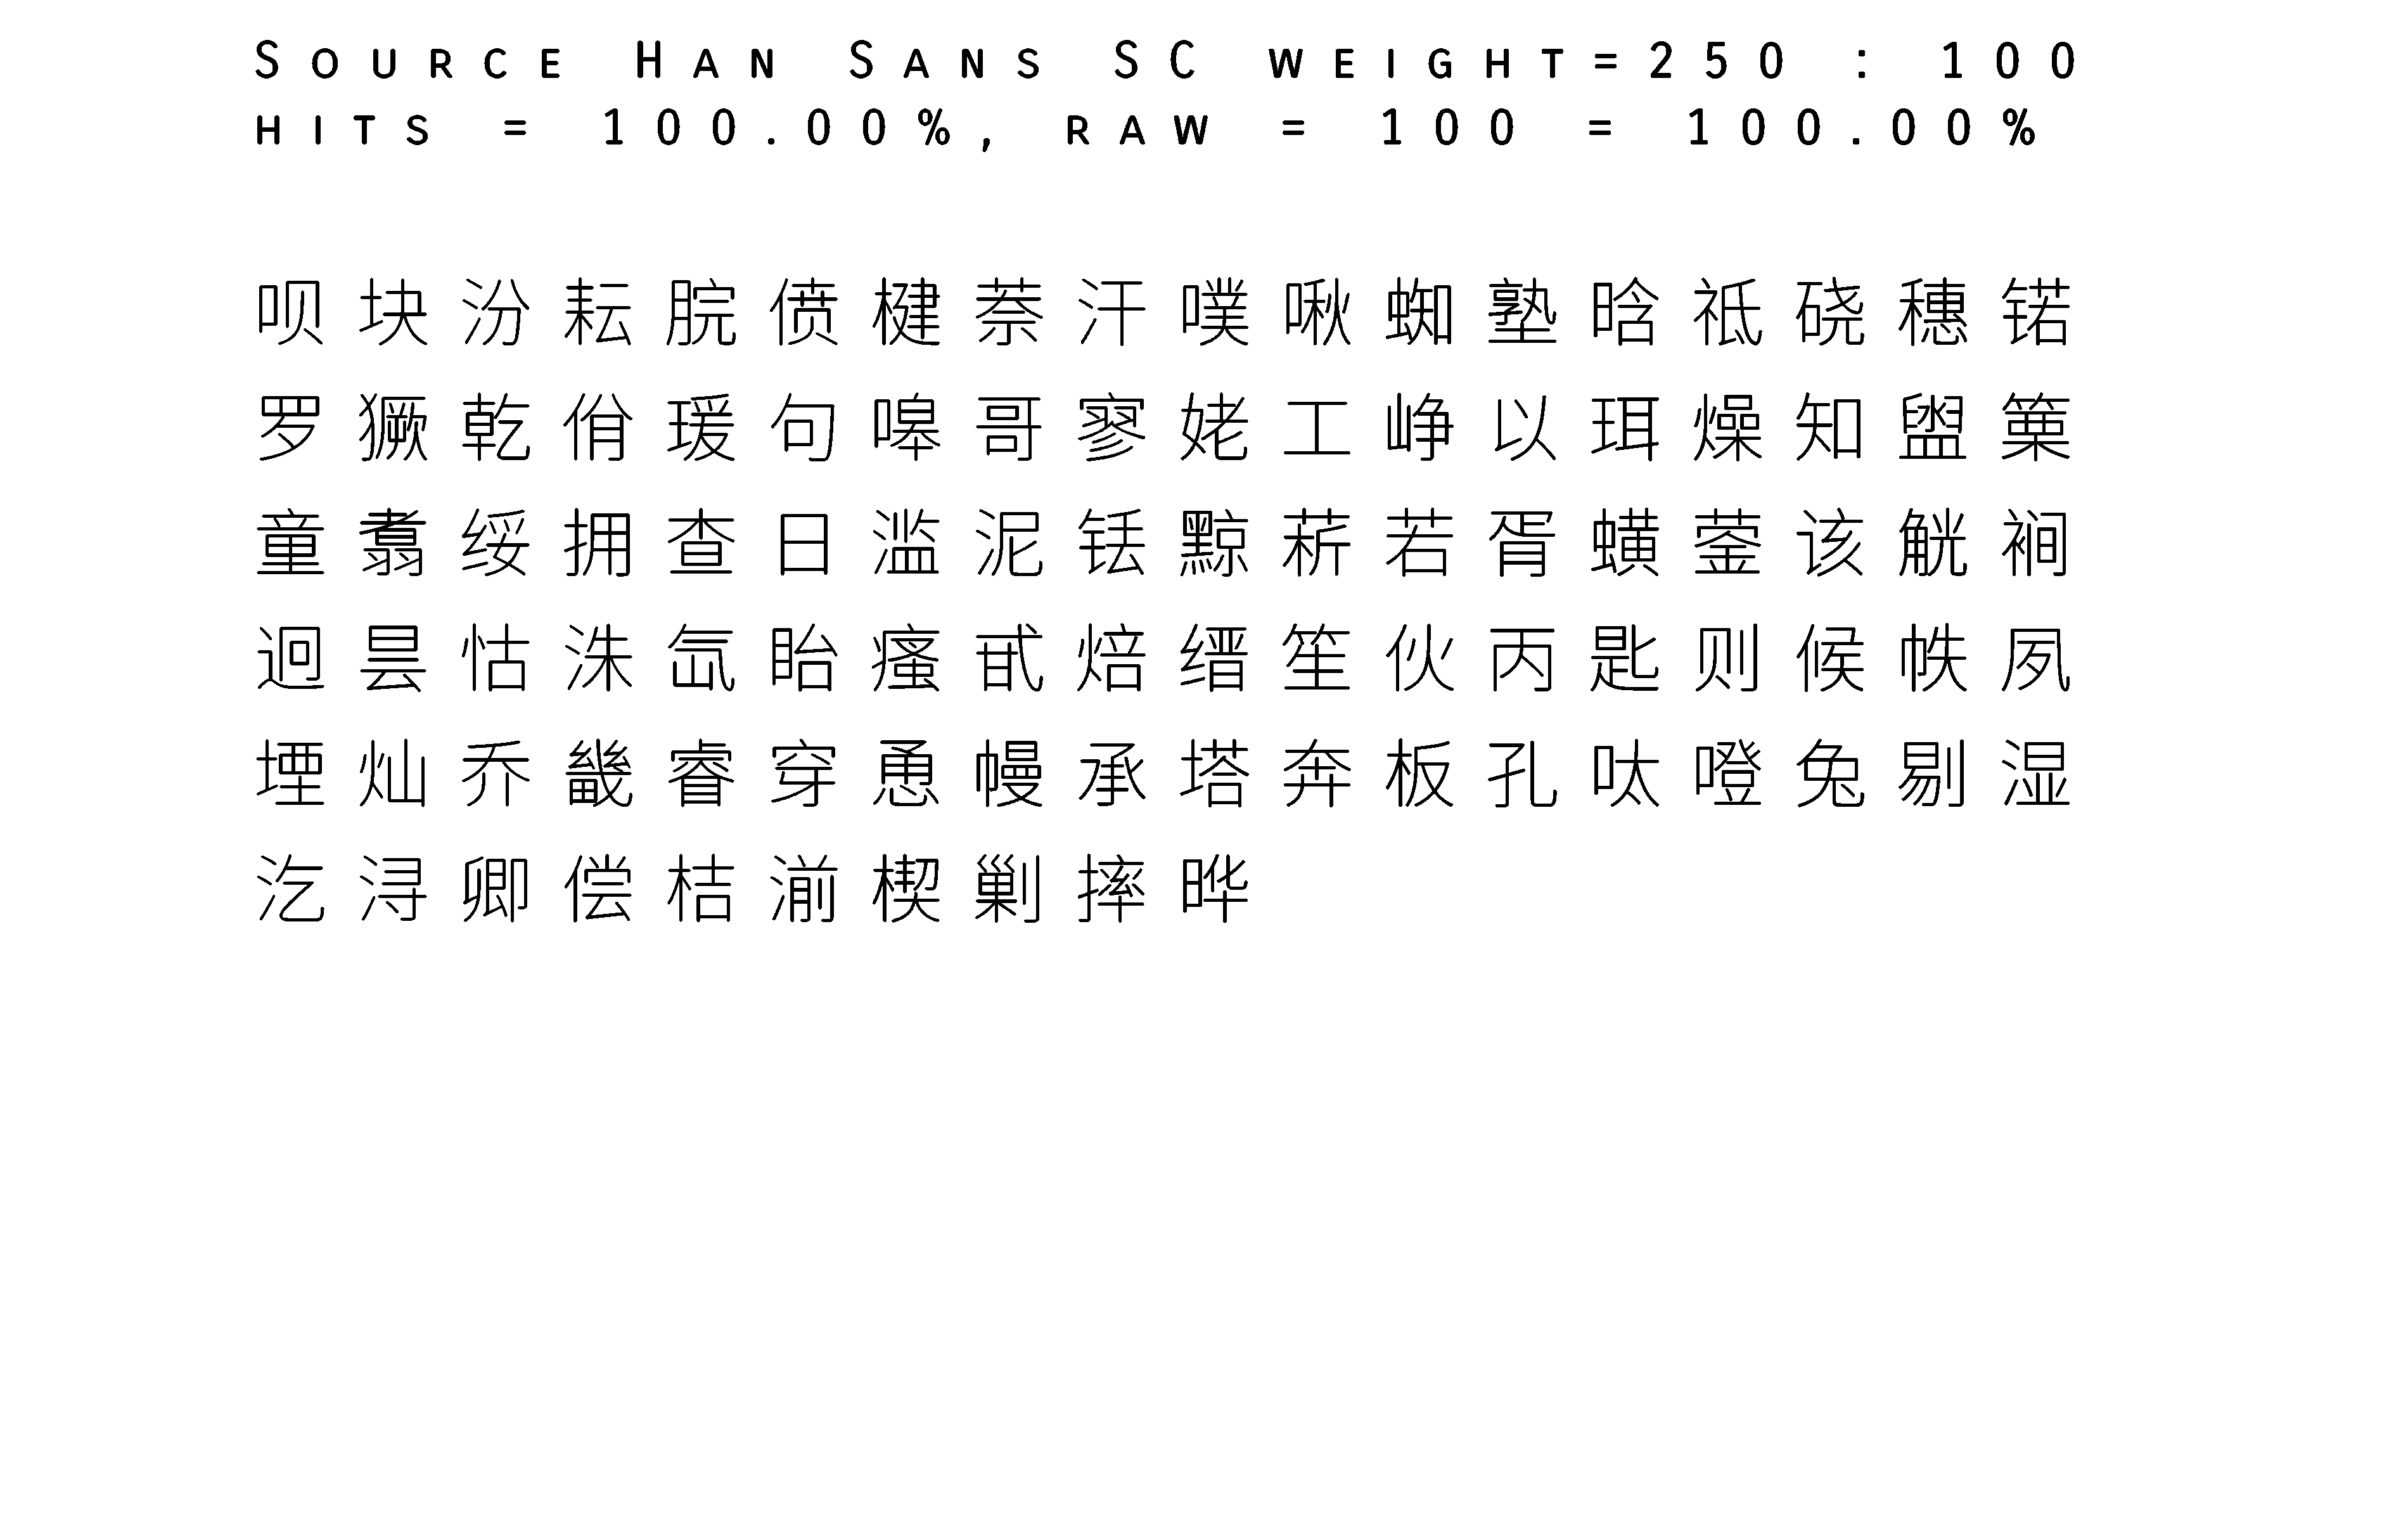 Source Han Sans SC weight=250 : 100
hits = 100.00%, raw = 100 = 100.00%
呗块汾耘脘偾楗萘汗噗啾蜘塾晗祗硗穗锘
罗獗乾佾瑗句嗥哥寥姥工峥以珥燥知盥篥
童翥绥拥查日滥泥铥黥菥若胥蟥蓥该觥裥
迥昙怙洙氙眙瘙甙焙缙笙伙丙匙则候帙夙
堙灿乔畿睿穿恿幔承塔奔板孔呔噔兔剔湿
汔浔卿偿桔湔楔剿摔晔